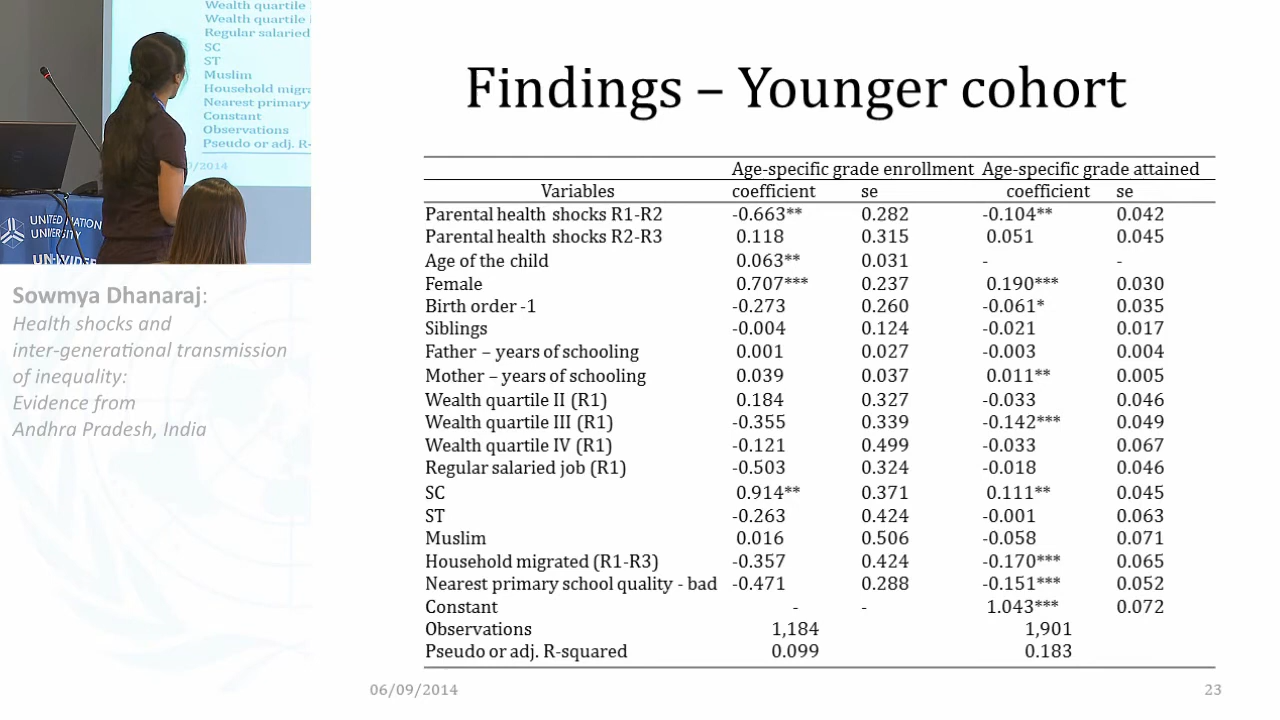 Wealth quartile
Wealth quartile
Regular salaried
SC
ST
Muslim
Household migra
Nearest primary
Constant
Observations
Pseudo or adj. R-
/2014
UNITED NATION
UNIVERSITY
UNU-WIDER
Sowmya Dhanaraj:
Health shocks and
inter-generational transmission
of inequality:
Evidence from
Andhra Pradesh, India
Findings – Younger cohort
Age-specific grade enrollment Age-specific grade attained
Variables coefficient se coefficient se
Parental health shocks R1-R2 -0.663** 0.282 -0.104** 0.042
Parental health shocks R2-R3 0.118 0.315 0.051 0.045
Age of the child 0.063** 0.031 - -
Female 0.707*** 0.237 0.190*** 0.030
Birth order -1 -0.273 0.260 -0.061* 0.035
Siblings -0.004 0.124 -0.021 0.017
Father – years of schooling 0.001 0.027 -0.003 0.004
Mother – years of schooling 0.039 0.037 0.011** 0.005
Wealth quartile II (R1) 0.184 0.327 -0.033 0.046
Wealth quartile III (R1) -0.355 0.339 -0.142*** 0.049
Wealth quartile IV (R1) -0.121 0.499 -0.033 0.067
Regular salaried job (R1) -0.503 0.324 -0.018 0.046
SC 0.914** 0.371 0.111** 0.045
ST -0.263 0.424 -0.001 0.063
Muslim 0.016 0.506 -0.058 0.071
Household migrated (R1-R3) -0.357 0.424 -0.170*** 0.065
Nearest primary school quality - bad -0.471 0.288 -0.151*** 0.052
Constant - - 1.043*** 0.072
Observations 1,184 1,901
Pseudo or adj. R-squared 0.099 0.183
06/09/2014 23